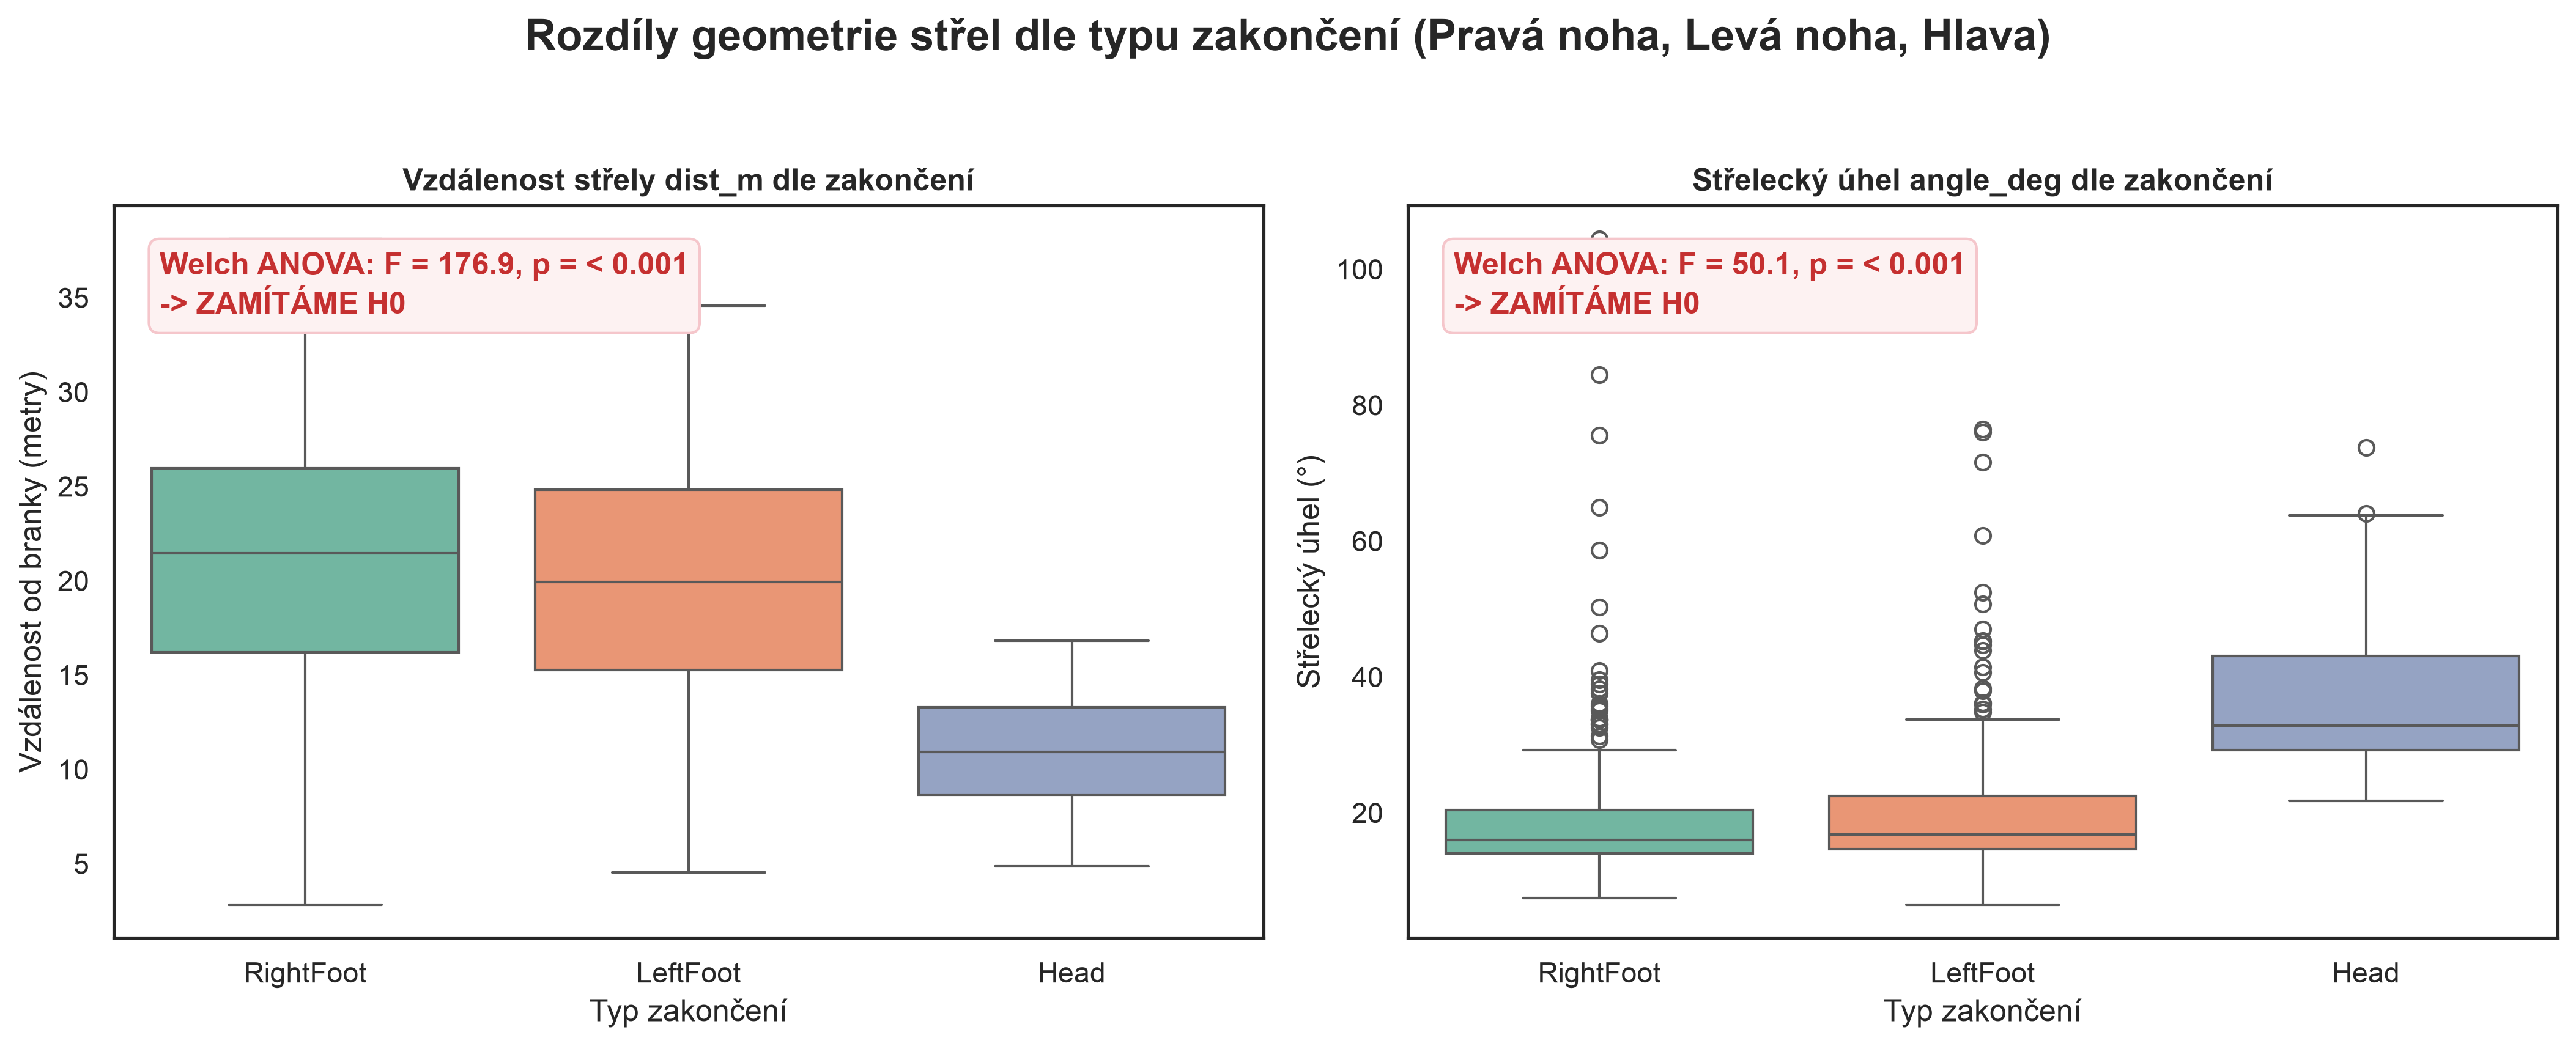 Rozdíly geometrie střel dle typu zakončení (Pravá noha, Levá noha, Hlava)
Vzdálenost střely dist_m dle zakončení
Welch ANOVA: F = 176.9, p = < 0.001
-> ZAMÍTÁME H0
Vzdálenost od branky (metry)
35
30
25
20
15
10
5
RightFoot
LeftFoot
Head
Typ zakončení
Střelecký úhel angle_deg dle zakončení
Welch ANOVA: F = 50.1, p = < 0.001
-> ZAMÍTÁME H0
Střelecký úhel (°)
100
80
60
40
20
RightFoot
LeftFoot
Head
Typ zakončení